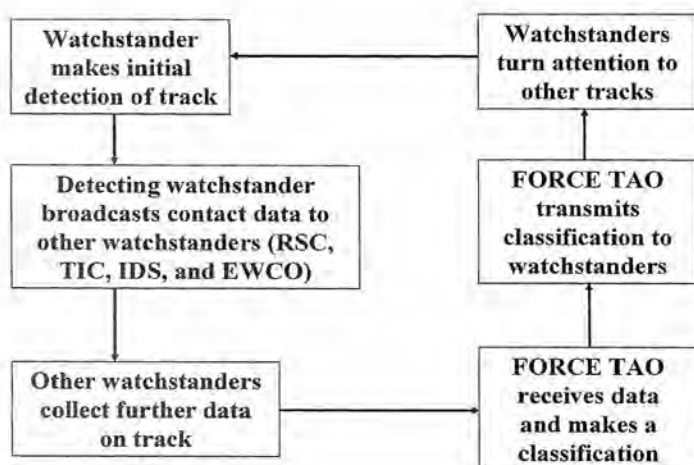 Watchstander
makes initial
detection of track
Detecting watchstander
broadcasts contact data to
other watchstanders (RSC,
TIC, IDS, and EWCO)
Other watchstanders
collect further data
on track
FORCE TAO
receives data
and makes a
classification
FORCE TAO
transmits
classification to
watchstanders
Watchstanders
turn attention to
other tracks